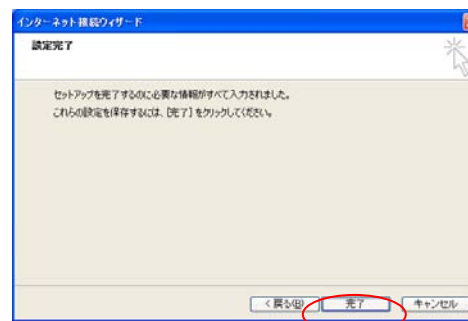 インターネット接続ウィザード
設定完了
セットアップを完了するのに必要な情報がすべて入力されました。
これらの設定を保存するには、[完了] をクリックしてください。
< 戻る(B)
完了
キャンセル